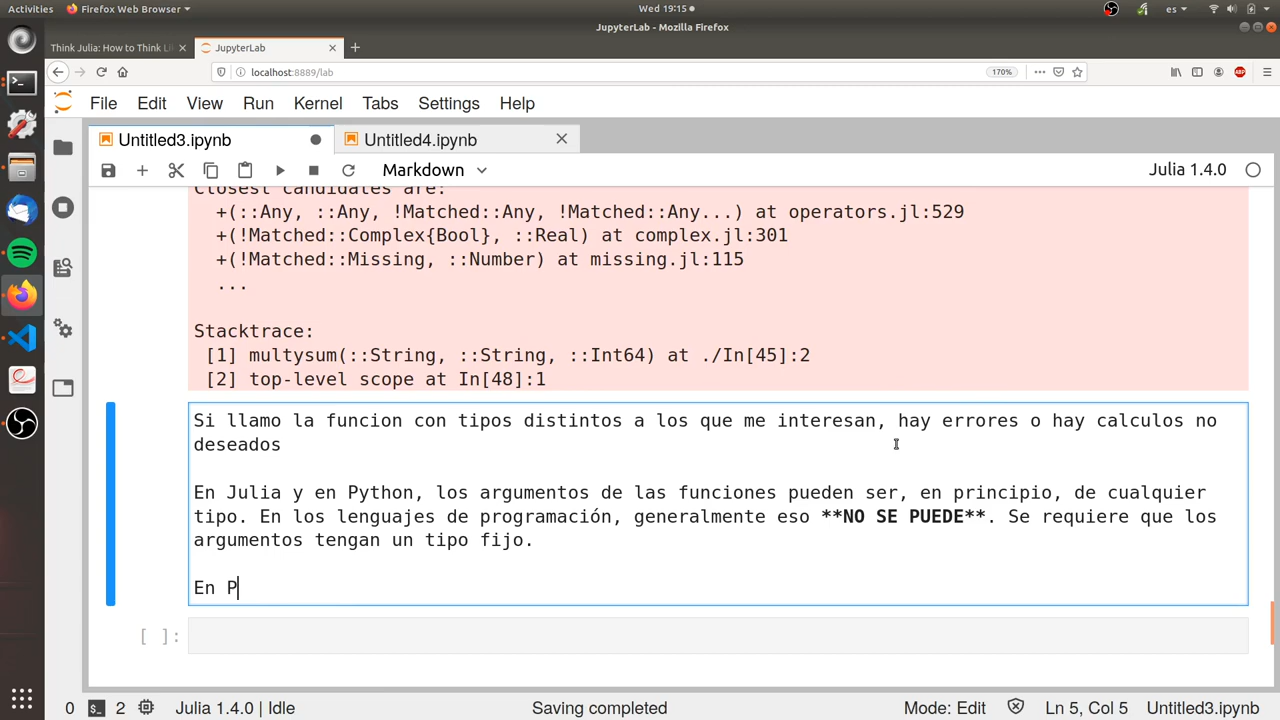 Activities
Firefox Web Browser
Wed 19:15
es
JupyterLab - Mozilla Firefox
Think Julia: How to Think Li
JupyterLab
localhost:8889/lab
170%
ABP
File Edit View Run Kernel Tabs Settings Help
Untitled3.ipynb
Untitled4.ipynb
Markdown
Julia 1.4.0
Closest candidates are:
+(::Any, ::Any, !Matched::Any, !Matched::Any...) at operators.jl:529
+(!Matched::Complex{Bool}, ::Real) at complex.jl:301
+(!Matched::Missing, ::Number) at missing.jl:115
...
Stacktrace:
[1] multysum(::String, ::String, ::Int64) at ./In[45]:2
[2] top-level scope at In[48]:1
Si llamo la funcion con tipos distintos a los que me interesan, hay errores o hay calculos no
deseados
En Julia y en Python, los argumentos de las funciones pueden ser, en principio, de cualquier
tipo. En los lenguajes de programación, generalmente eso **NO SE PUEDE**. Se requiere que los
argumentos tengan un tipo fijo.
En P
[ ]:
0
2
Julia 1.4.0 | Idle
Saving completed
Mode: Edit
Ln 5, Col 5
Untitled3.ipynb